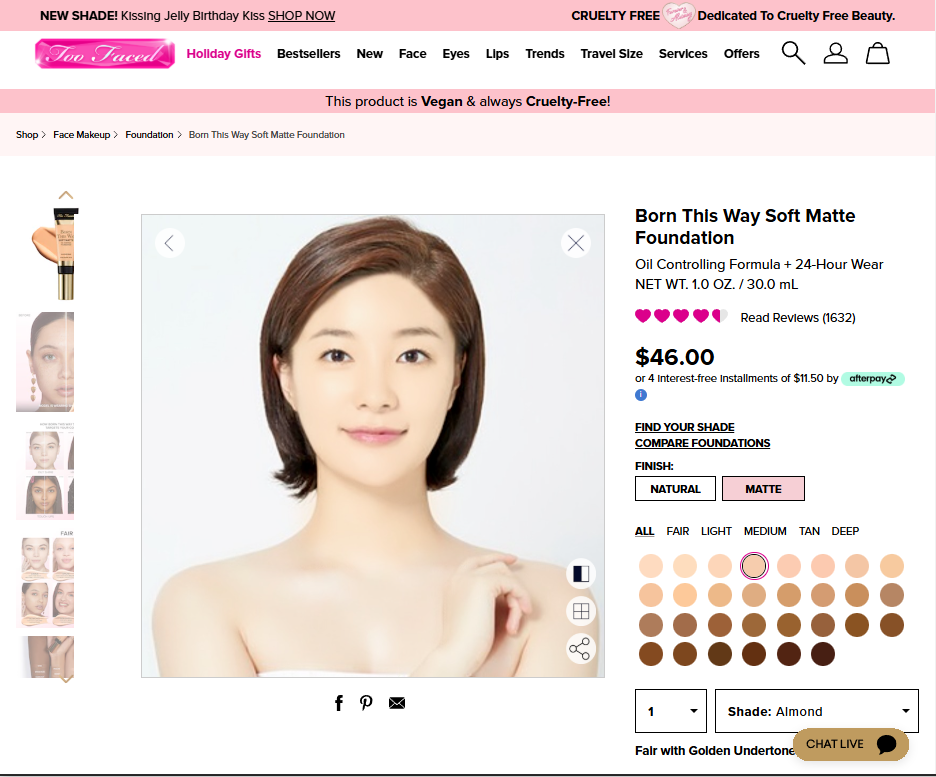 NEW SHADE! Kissing Jelly Birthday Kiss SHOP NOW
CRUELTY FREE Dedicated To Cruelty Free Beauty.
Too Faced
Holiday Gifts Bestsellers New Face Eyes Lips Trends Travel Size Services Offers
This product is Vegan & always Cruelty-Free!
Shop > Face Makeup > Foundation > Born This Way Soft Matte Foundation
Born This Way Soft Matte
Foundation
Oil Controlling Formula + 24-Hour Wear
NET WT. 1.0 OZ. / 30.0 mL
Read Reviews (1632)
$46.00
or 4 interest-free installments of $11.50 by afterpay
i
FIND YOUR SHADE
COMPARE FOUNDATIONS
FINISH:
NATURAL MATTE
ALL FAIR LIGHT MEDIUM TAN DEEP
FAIR
1
Shade: Almond
Fair with Golden Undertone
CHAT LIVE